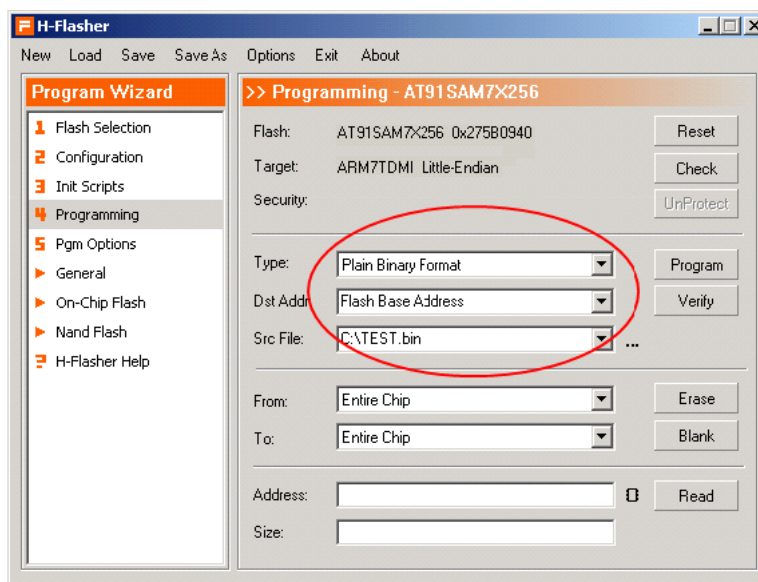 H-Flasher
New Load Save Save As Options Exit About
Program Wizard
1 Flash Selection
2 Configuration
3 Init Scripts
4 Programming
5 Pgm Options
General
On-Chip Flash
Nand Flash
? H-Flasher Help
>> Programming - AT91SAM7X256
Flash: AT91SAM7X256 0x275B0940 Reset
Target: ARM7TDMI Little-Endian Check
Security: UnProtect
Type: Plain Binary Format Program
Dst Addr Flash Base Address Verify
Src File: C:\TEST.bin ...
From: Entire Chip Erase
To: Entire Chip Blank
Address: Read
Size: